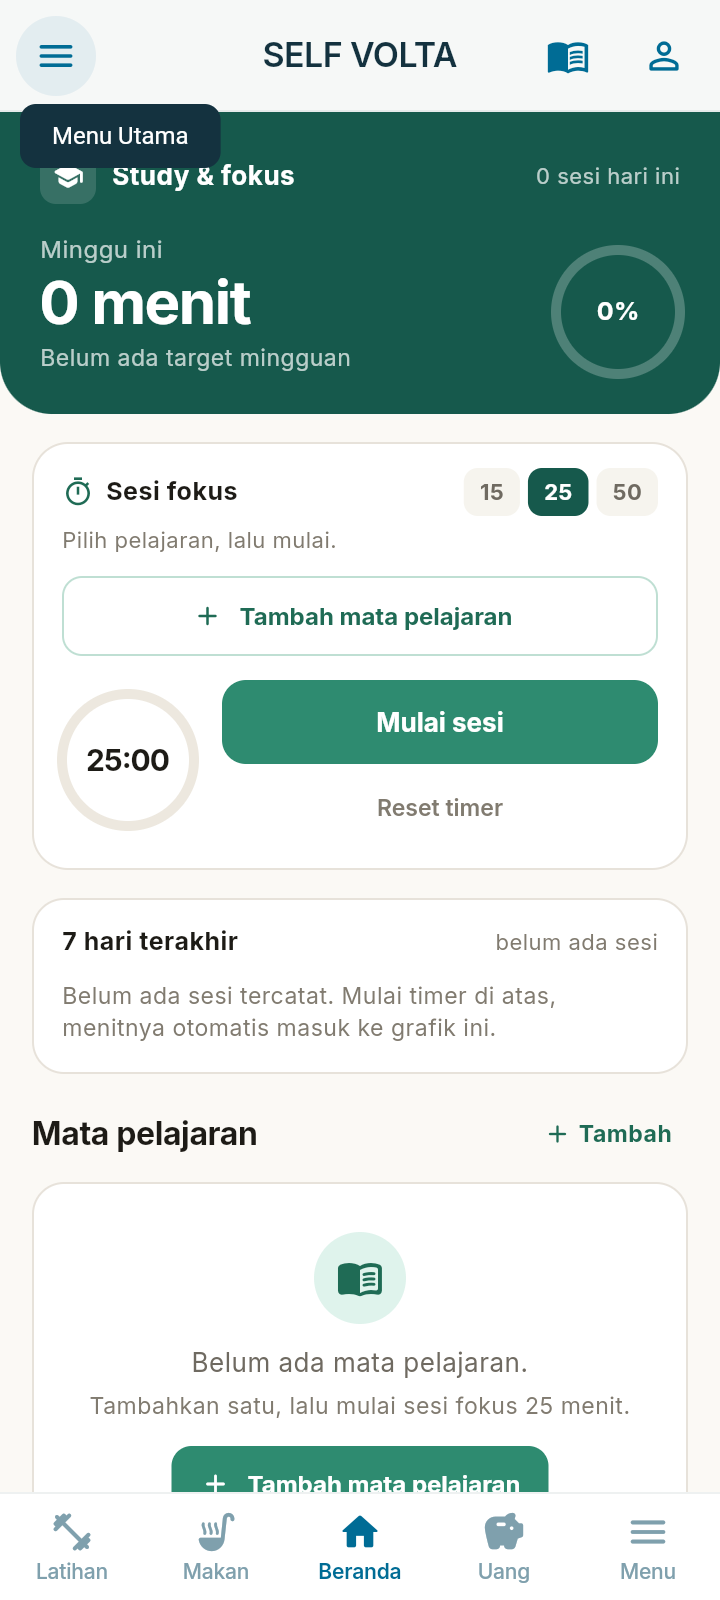 SELF VOLTA
Menu Utama
Study & fokus
0 sesi hari ini
Minggu ini
0 menit
Belum ada target mingguan
0%
Sesi fokus
15
25
50
Pilih pelajaran, lalu mulai.
+ Tambah mata pelajaran
25:00
Mulai sesi
Reset timer
7 hari terakhir
belum ada sesi
Belum ada sesi tercatat. Mulai timer di atas,
menitnya otomatis masuk ke grafik ini.
Mata pelajaran
+ Tambah
Belum ada mata pelajaran.
Tambahkan satu, lalu mulai sesi fokus 25 menit.
+ Tambah mata pelajaran
Latihan
Makan
Beranda
Uang
Menu